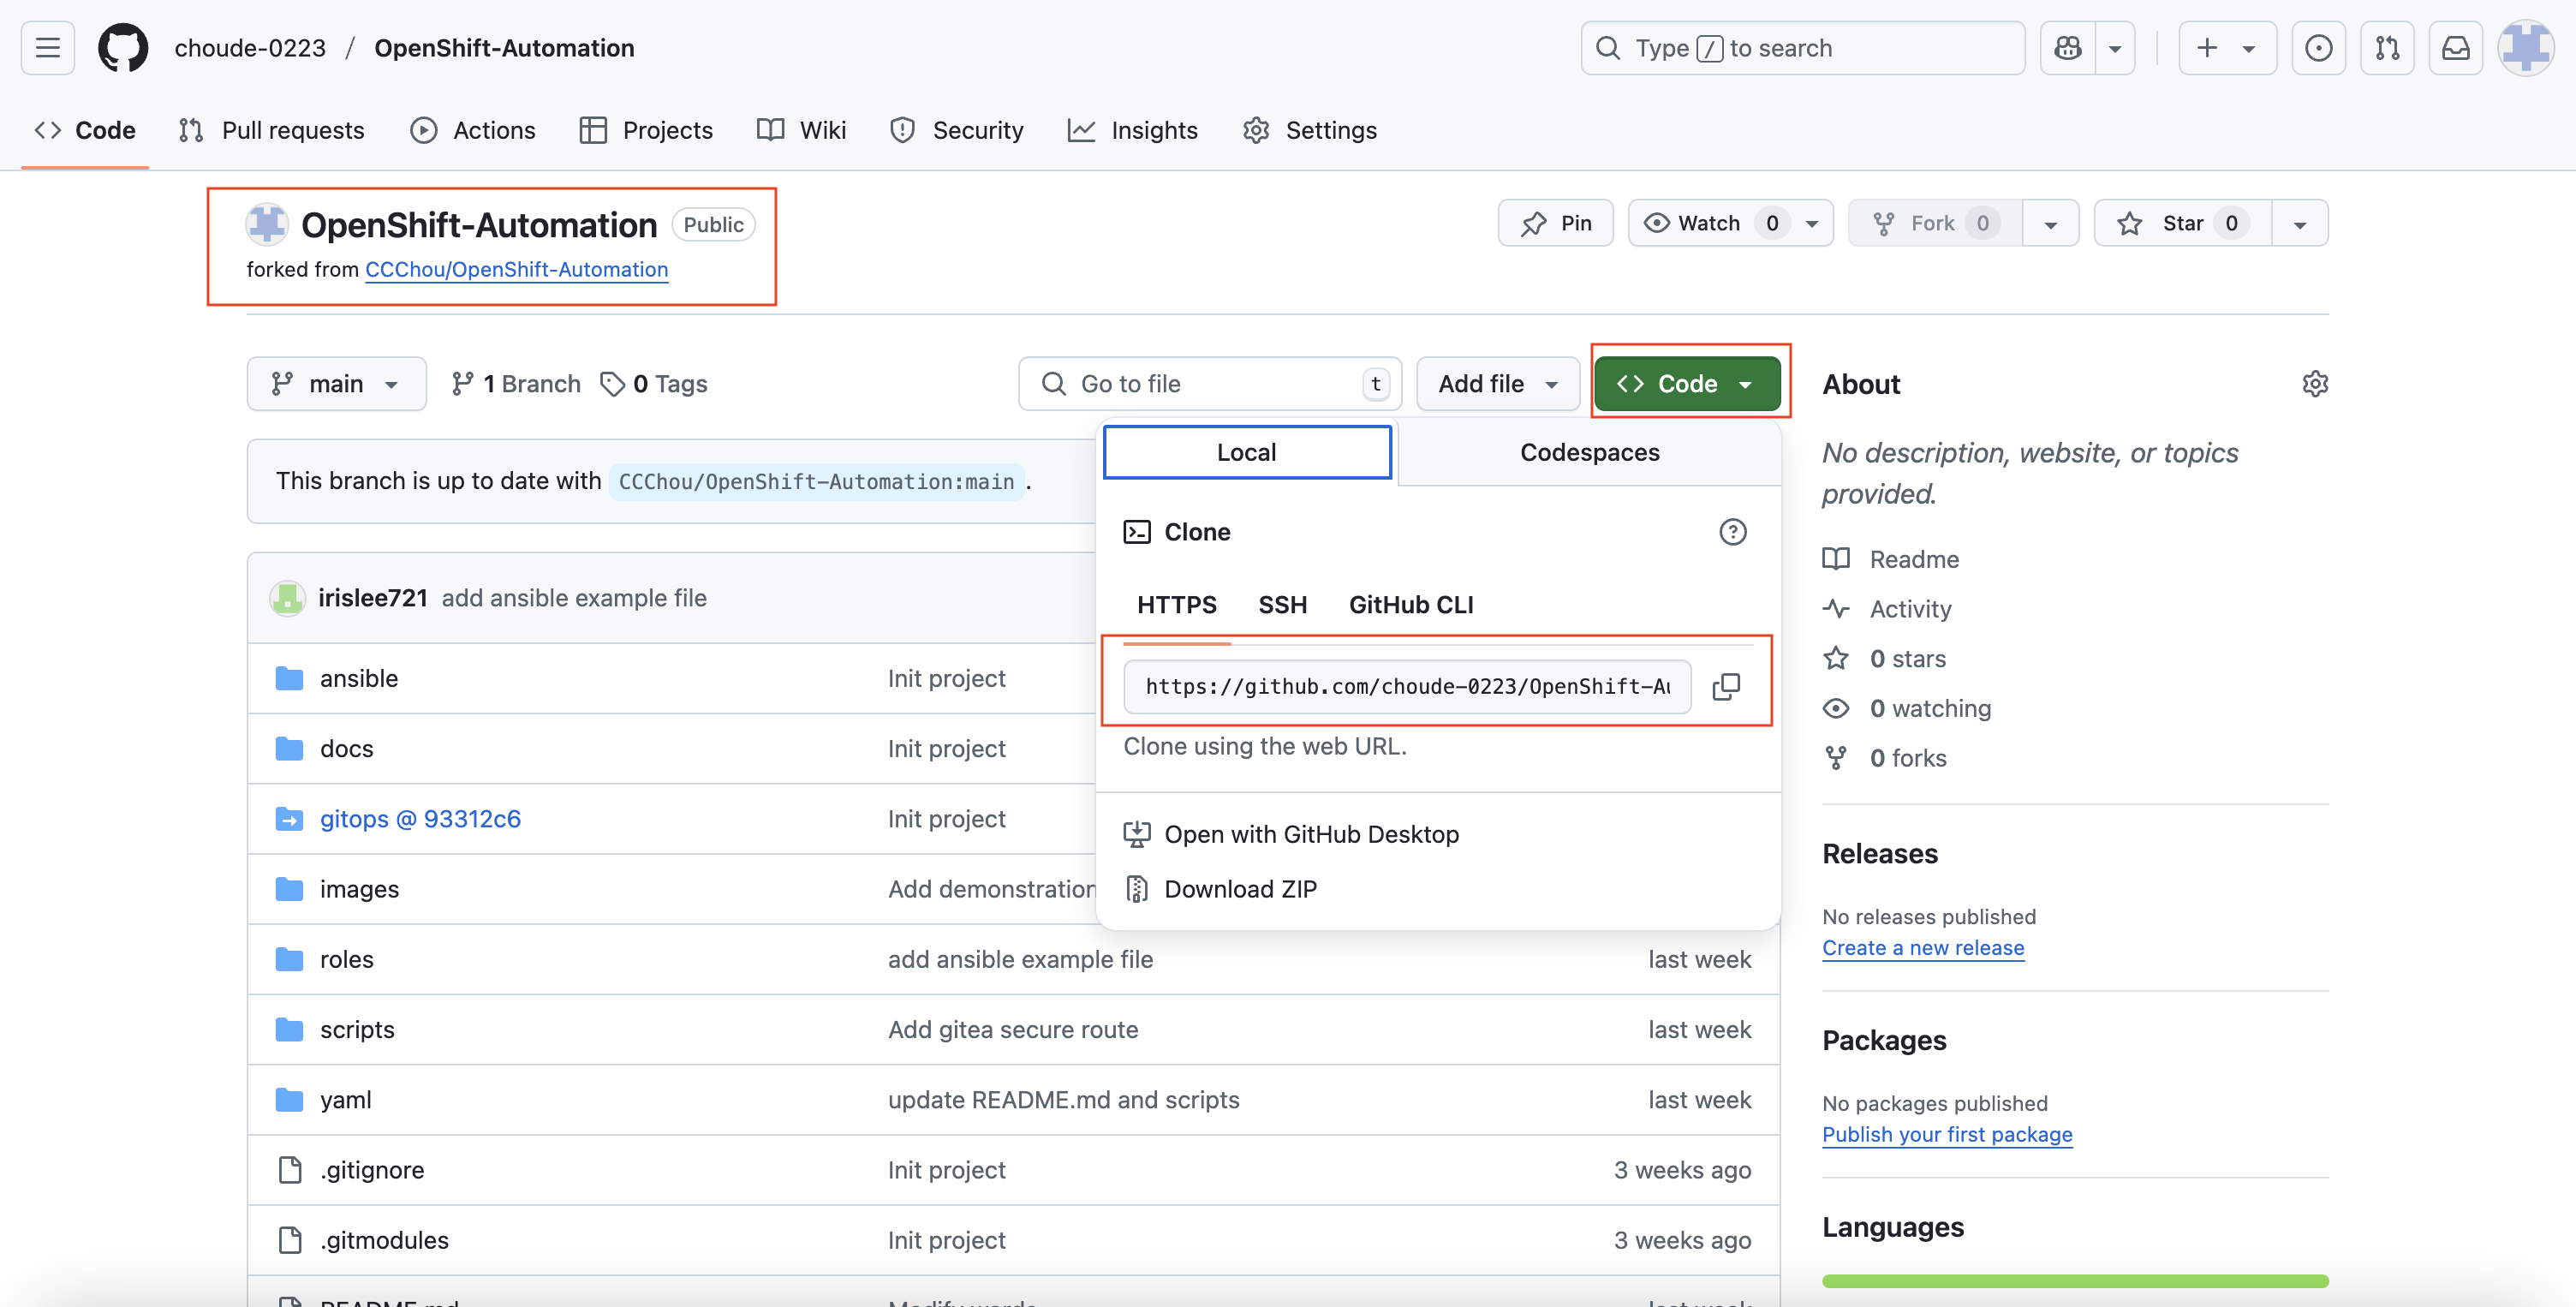 choude-0223 / OpenShift-Automation
Type / to search
Code
Pull requests
Actions
Projects
Wiki
Security
Insights
Settings
OpenShift-Automation Public
forked from CCChou/OpenShift-Automation
Pin
Watch 0
Fork 0
Star 0
main
1 Branch
0 Tags
Go to file t
Add file
Code
Local
Codespaces
Clone
HTTPS
SSH
GitHub CLI
https://github.com/choude-0223/OpenShift-Au
Clone using the web URL.
Open with GitHub Desktop
Download ZIP
This branch is up to date with CCChou/OpenShift-Automation:main .
irislee721 add ansible example file
ansible Init project
docs Init project
gitops @ 93312c6 Init project
images Add demonstration
roles add ansible example file last week
scripts Add gitea secure route last week
yaml update README.md and scripts last week
.gitignore Init project 3 weeks ago
.gitmodules Init project 3 weeks ago
README.md Modify words last week
About
No description, website, or topics
provided.
Readme
Activity
0 stars
0 watching
0 forks
Releases
No releases published
Create a new release
Packages
No packages published
Publish your first package
Languages